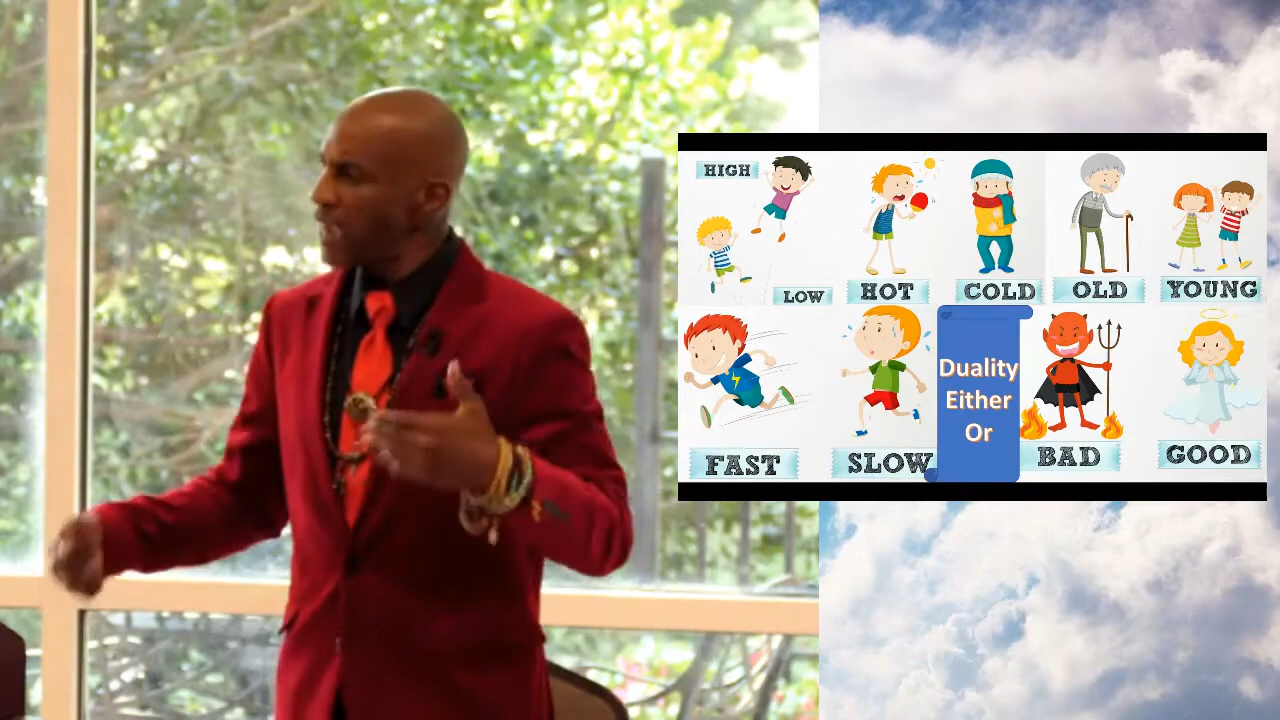 HIGH
LOW
HOT
COLD
OLD
YOUNG
FAST
SLOW
Duality
Either
Or
BAD
GOOD